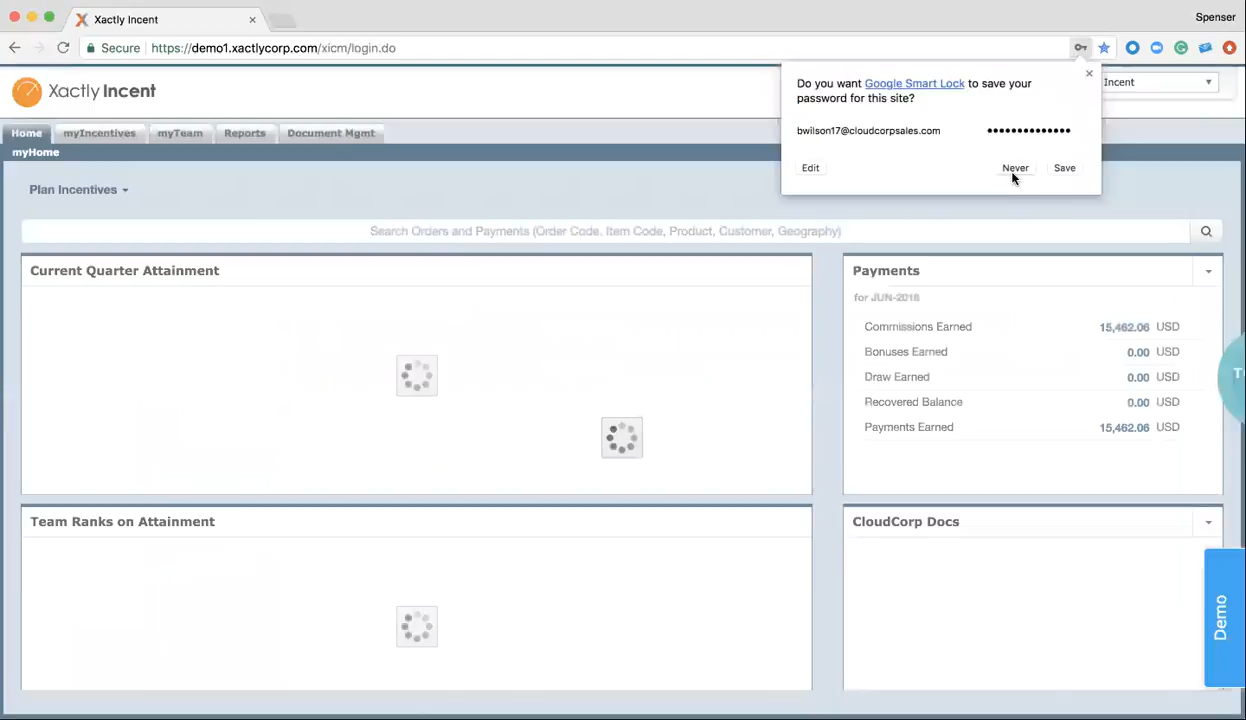 Xactly Incent
Spenser
Secure
https://demo1.xactlycorp.com/xicm/login.do
Xactly Incent
Incent
Do you want Google Smart Lock to save your
password for this site?
bwilson17@cloudcorpsales.com
••••••••••••••
Edit
Never
Save
Home
myIncentives
myTeam
Reports
Document Mgmt
myHome
Plan Incentives
Search Orders and Payments (Order Code, Item Code, Product, Customer, Geography)
Current Quarter Attainment
Payments
for JUN-2018
Commissions Earned 15,462.06 USD
Bonuses Earned 0.00 USD
Draw Earned 0.00 USD
Recovered Balance 0.00 USD
Payments Earned 15,462.06 USD
T
Team Ranks on Attainment
CloudCorp Docs
Demo